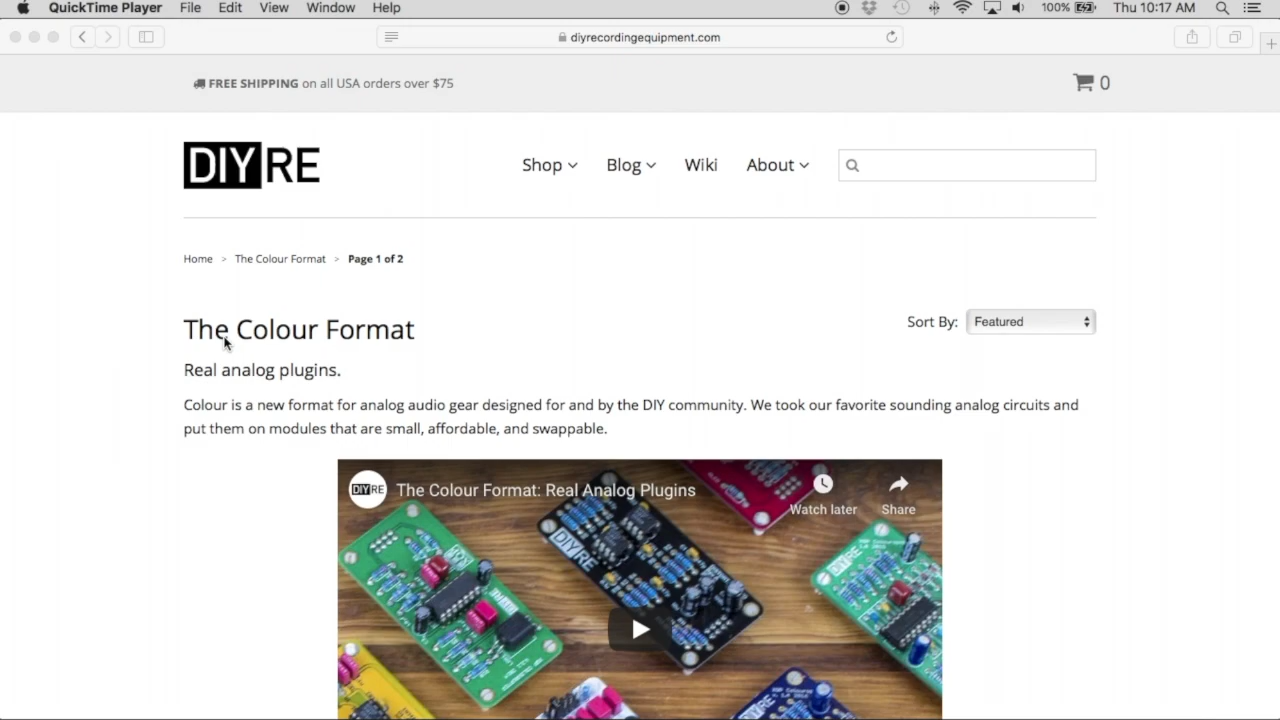 QuickTime Player File Edit View Window Help 100% Thu 10:17 AM
diyrecordingequipment.com
FREE SHIPPING on all USA orders over $75 0
DIYRE Shop Blog Wiki About
Home > The Colour Format > Page 1 of 2
The Colour Format Sort By: Featured
Real analog plugins.
Colour is a new format for analog audio gear designed for and by the DIY community. We took our favorite sounding analog circuits and
put them on modules that are small, affordable, and swappable.
DIYRE The Colour Format: Real Analog Plugins
Watch later Share
DIYRE